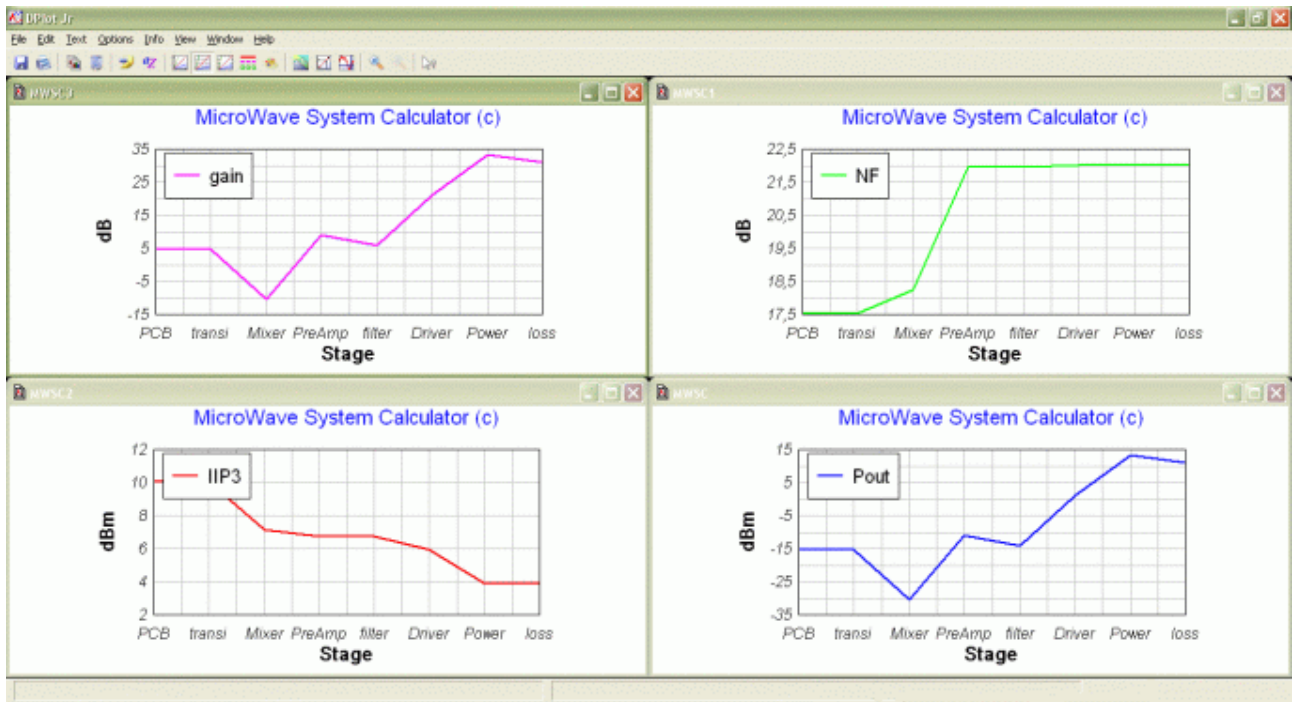 DPlot Jr
File Edit Text Options Info View Window Help
MWSC3
MicroWave System Calculator (c)
35
gain
25
15
dB
5
-5
-15
PCB transi Mixer PreAmp filter Driver Power loss
Stage
MWSC1
MicroWave System Calculator (c)
22,5
NF
21,5
20,5
dB
19,5
18,5
17,5
PCB transi Mixer PreAmp filter Driver Power loss
Stage
MWSC2
MicroWave System Calculator (c)
12
IIP3
10
8
dBm
6
4
2
PCB transi Mixer PreAmp filter Driver Power loss
Stage
MWSC
MicroWave System Calculator (c)
15
Pout
5
-5
dBm
-15
-25
-35
PCB transi Mixer PreAmp filter Driver Power loss
Stage